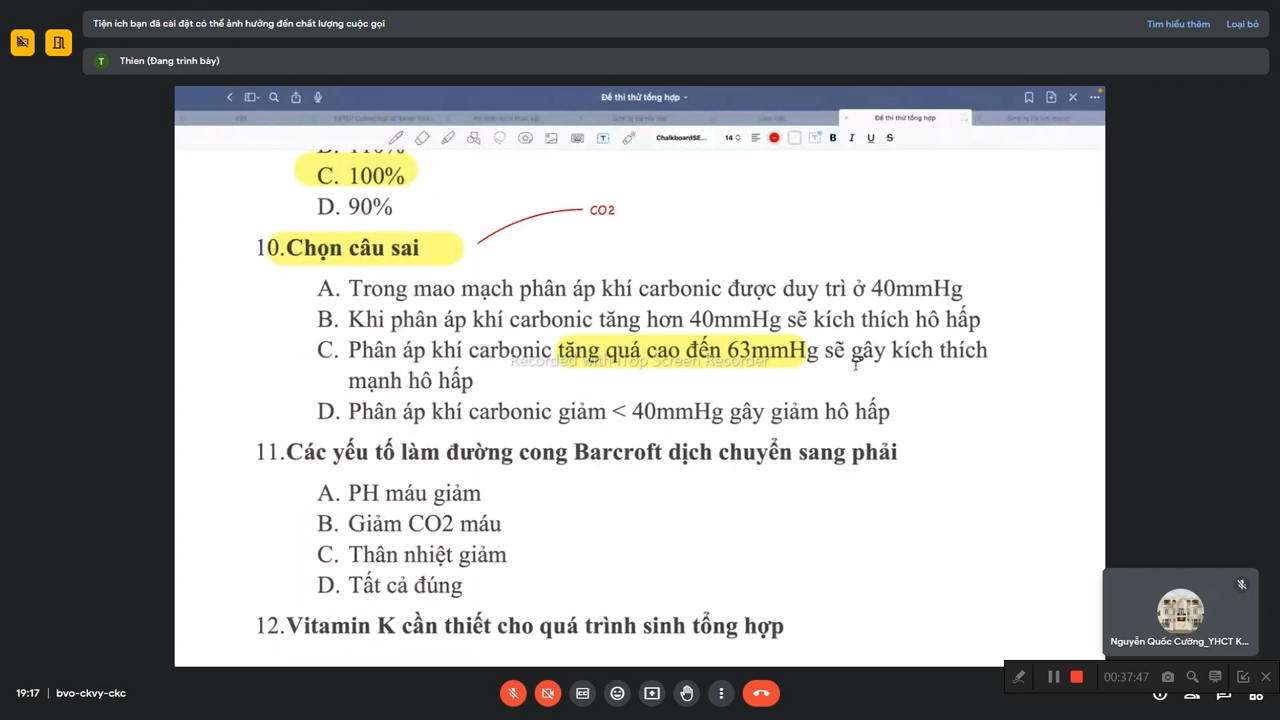 Tiện ích bạn đã cài đặt có thể ảnh hưởng đến chất lượng cuộc gọi
Tìm hiểu thêm
Loại bỏ
T Thien (Đang trình bày)
Đề thi thử tổng hợp
Đề thi thử tổng hợp
ChalkboardSE...
14
B I U S
C. 100%
D. 90%
CO2
10.Chọn câu sai
A. Trong mao mạch phân áp khí carbonic được duy trì ở 40mmHg
B. Khi phân áp khí carbonic tăng hơn 40mmHg sẽ kích thích hô hấp
C. Phân áp khí carbonic tăng quá cao đến 63mmHg sẽ gây kích thích
Recorded with iTop Screen Recorder
mạnh hô hấp
D. Phân áp khí carbonic giảm < 40mmHg gây giảm hô hấp
11.Các yếu tố làm đường cong Barcroft dịch chuyển sang phải
A. PH máu giảm
B. Giảm CO2 máu
C. Thân nhiệt giảm
D. Tất cả đúng
12.Vitamin K cần thiết cho quá trình sinh tổng hợp
Nguyễn Quốc Cường_YHCT K...
00:37:47
19:17
bvo-ckvy-ckc